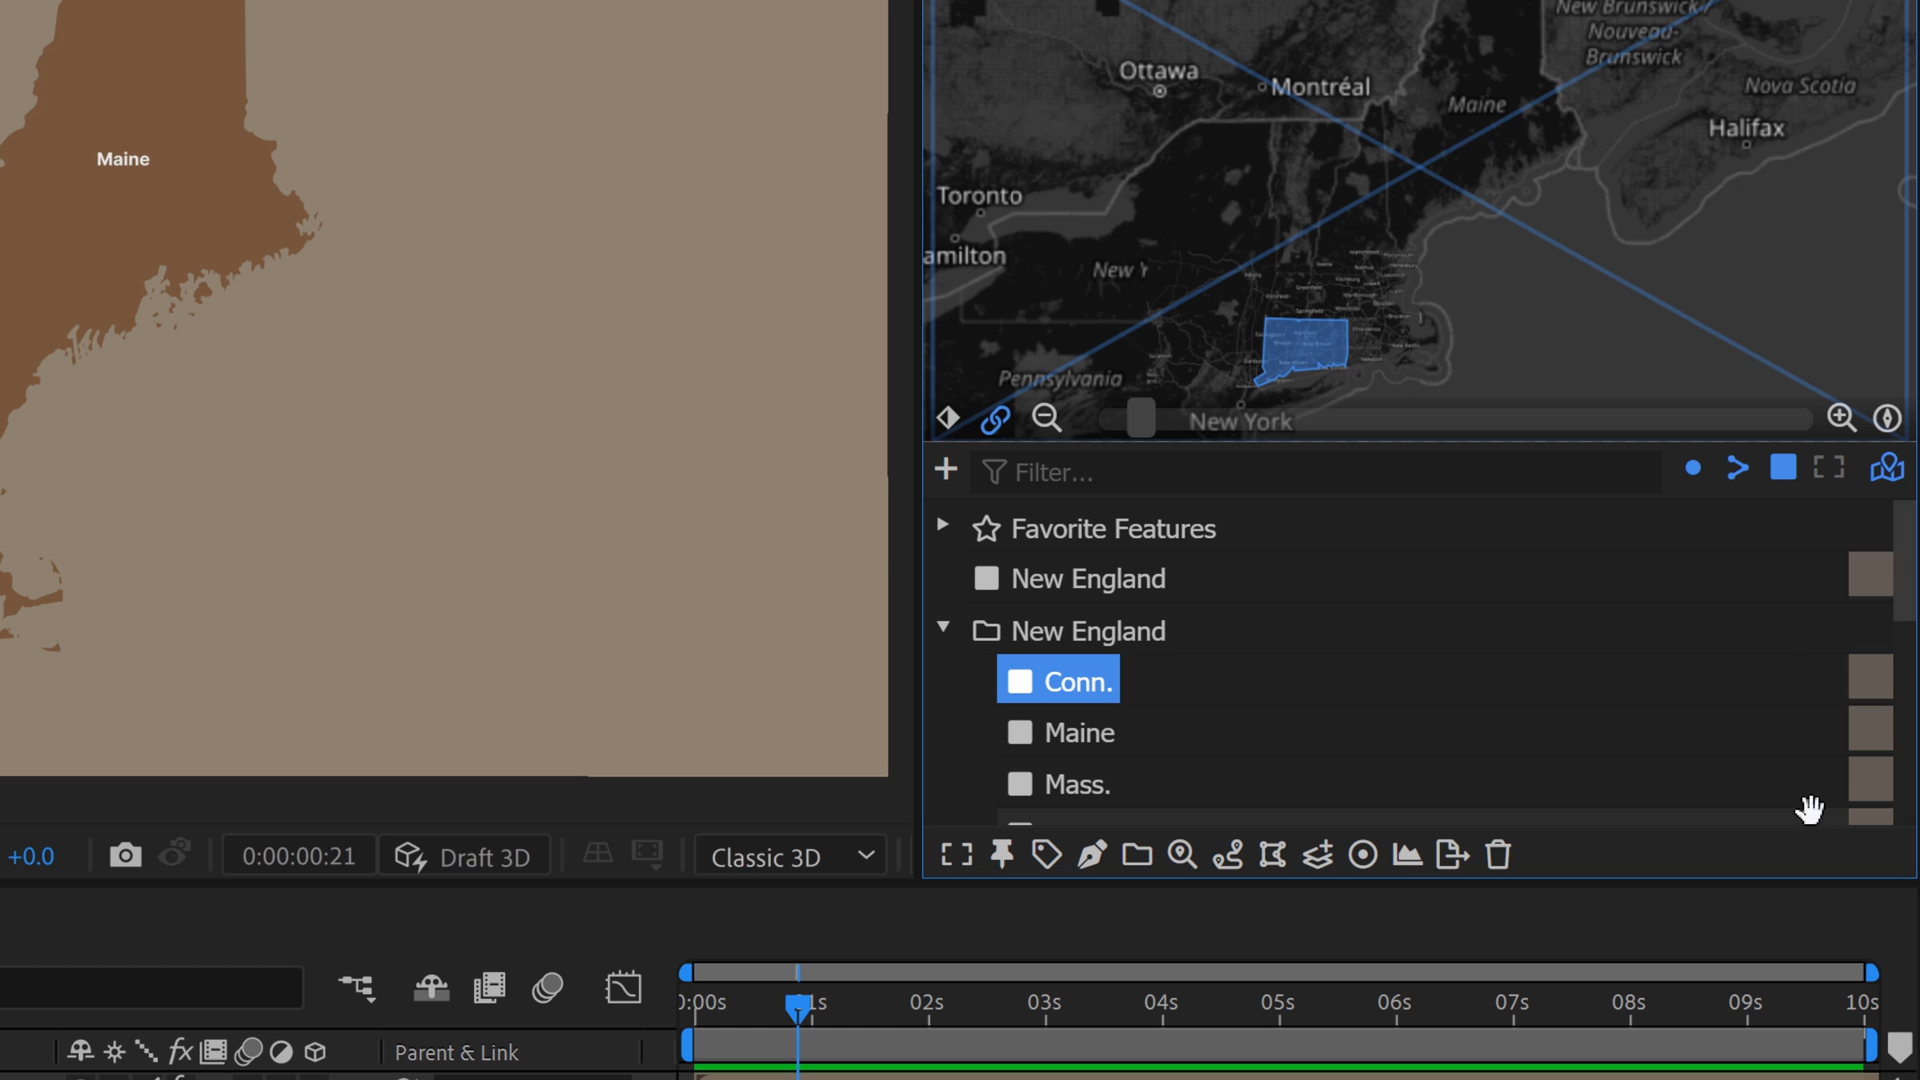 Maine
New Brunswick /
Nouveau-
Brunswick
Ottawa
Montréal
Maine
Nova Scotia
Halifax
Toronto
amilton
New Y
Pennsylvania
New York
Filter...
Favorite Features
New England
New England
Conn.
Maine
Mass.
+0.0
0:00:00:21
Draft 3D
Classic 3D
0:00s
1s
02s
03s
04s
05s
06s
07s
08s
09s
10s
fx
Parent & Link